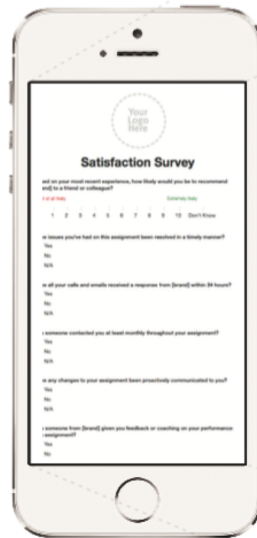 Your
Logo
Here
Satisfaction Survey
ed on your most recent experience, how likely would you be to recommend
nd] to a friend or colleague?
t at all likely Extremely likely
1 2 3 4 5 6 7 8 9 10 Don't Know
e issues you've had on this assignment been resolved in a timely manner?
Yes
No
N/A
e all your calls and emails received a response from [brand] within 24 hours?
Yes
No
N/A
someone contacted you at least monthly throughout your assignment?
Yes
No
N/A
e any changes to your assignment been proactively communicated to you?
Yes
No
N/A
someone from [brand] given you feedback or coaching on your performance
assignment?
Yes
No